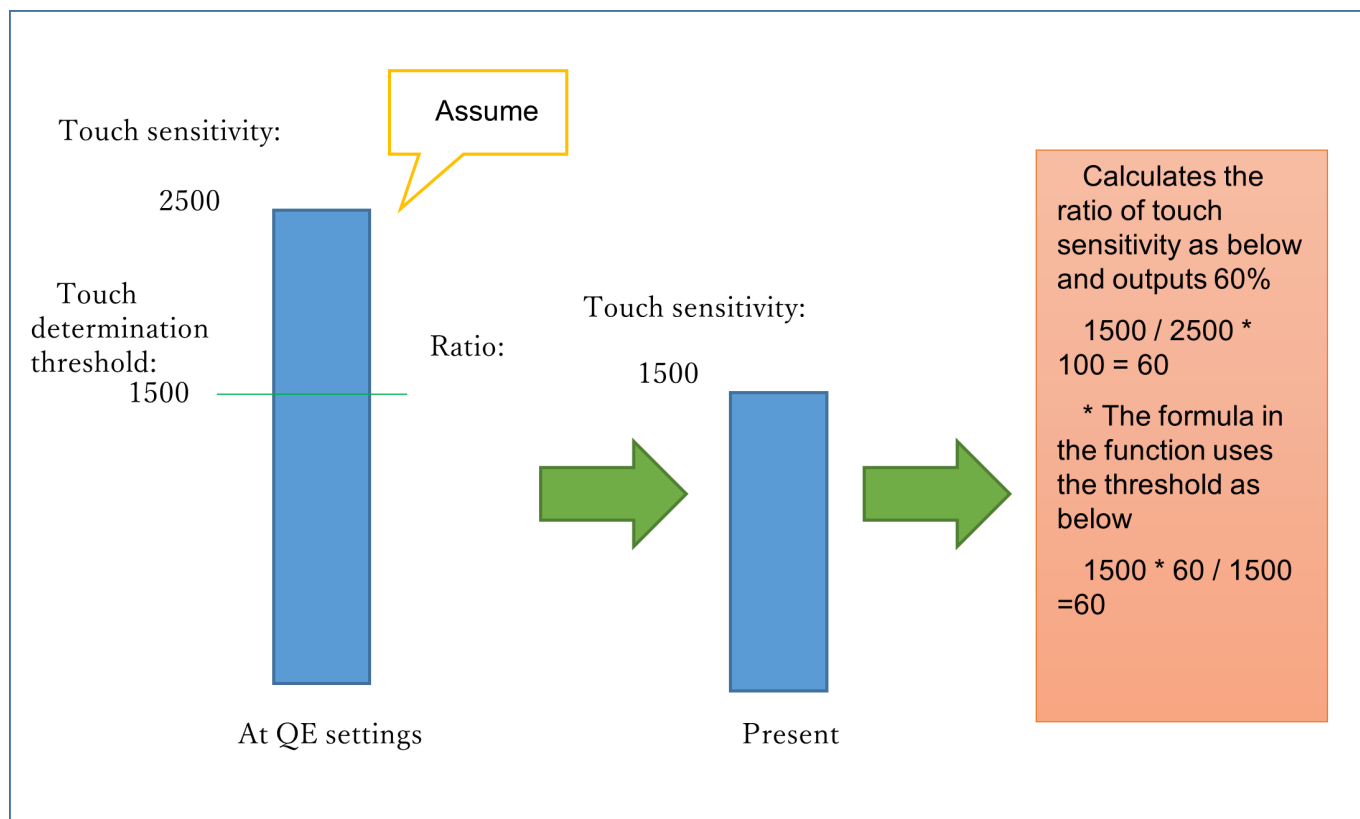 Assume
Touch sensitivity:
2500
Touch
determination
threshold:
1500
Ratio:
Touch sensitivity:
1500
At QE settings
Present
Calculates the
ratio of touch
sensitivity as below
and outputs 60%
1500 / 2500 *
100 = 60
* The formula in
the function uses
the threshold as
below
1500 * 60 / 1500
=60